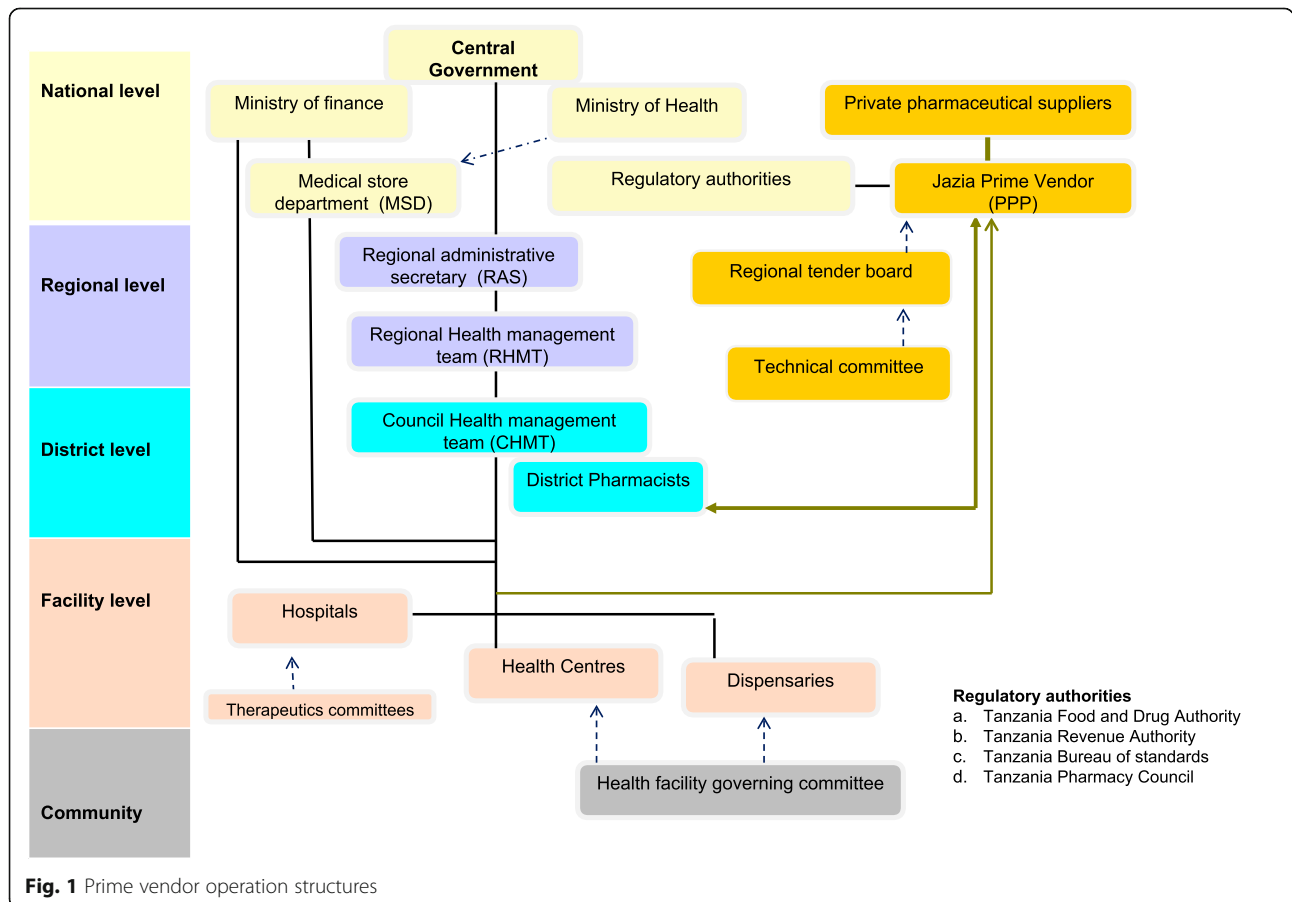 Central
Government
National level
Ministry of finance
Ministry of Health
Private pharmaceutical suppliers
Medical store
department (MSD)
Regulatory authorities
Jazia Prime Vendor
(PPP)
Regional level
Regional administrative
secretary (RAS)
Regional tender board
Regional Health management
team (RHMT)
Technical committee
District level
Council Health management
team (CHMT)
District Pharmacists
Facility level
Hospitals
Health Centres
Dispensaries
Therapeutics committees
Regulatory authorities
a. Tanzania Food and Drug Authority
b. Tanzania Revenue Authority
c. Tanzania Bureau of standards
d. Tanzania Pharmacy Council
Community
Health facility governing committee
Fig. 1 Prime vendor operation structures